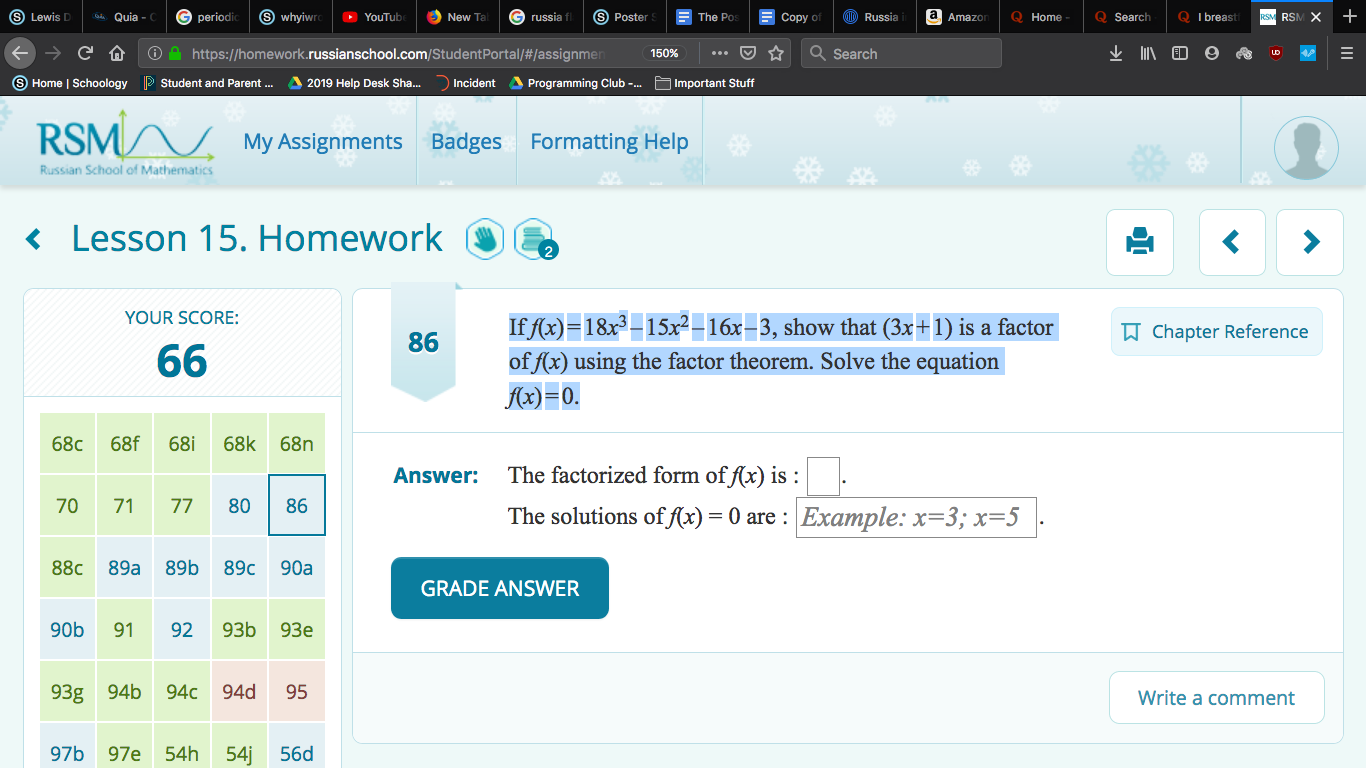 Lewis D
Quia - C
periodic
whyiwro
YouTube
New Tab
russia fl
Poster S
The Pos
Copy of
Russia i
Amazon
Home -
Search
I breast
RSM RSM
https://homework.russianschool.com/StudentPortal/#/assignmen
150%
Search
Home | Schoology
Student and Parent ...
2019 Help Desk Sha...
Incident
Programming Club -...
Important Stuff
RSM
Russian School of Mathematics
My Assignments
Badges
Formatting Help
Lesson 15. Homework
2
YOUR SCORE:
66
68c 68f 68i 68k 68n
70 71 77 80 86
88c 89a 89b 89c 90a
90b 91 92 93b 93e
93g 94b 94c 94d 95
97b 97e 54h 54j 56d
86
If f(x)=18x³–15x²–16x–3, show that (3x+1) is a factor
of f(x) using the factor theorem. Solve the equation
f(x)=0.
Chapter Reference
Answer: The factorized form of f(x) is : .
The solutions of f(x) = 0 are : Example: x=3; x=5 .
GRADE ANSWER
Write a comment